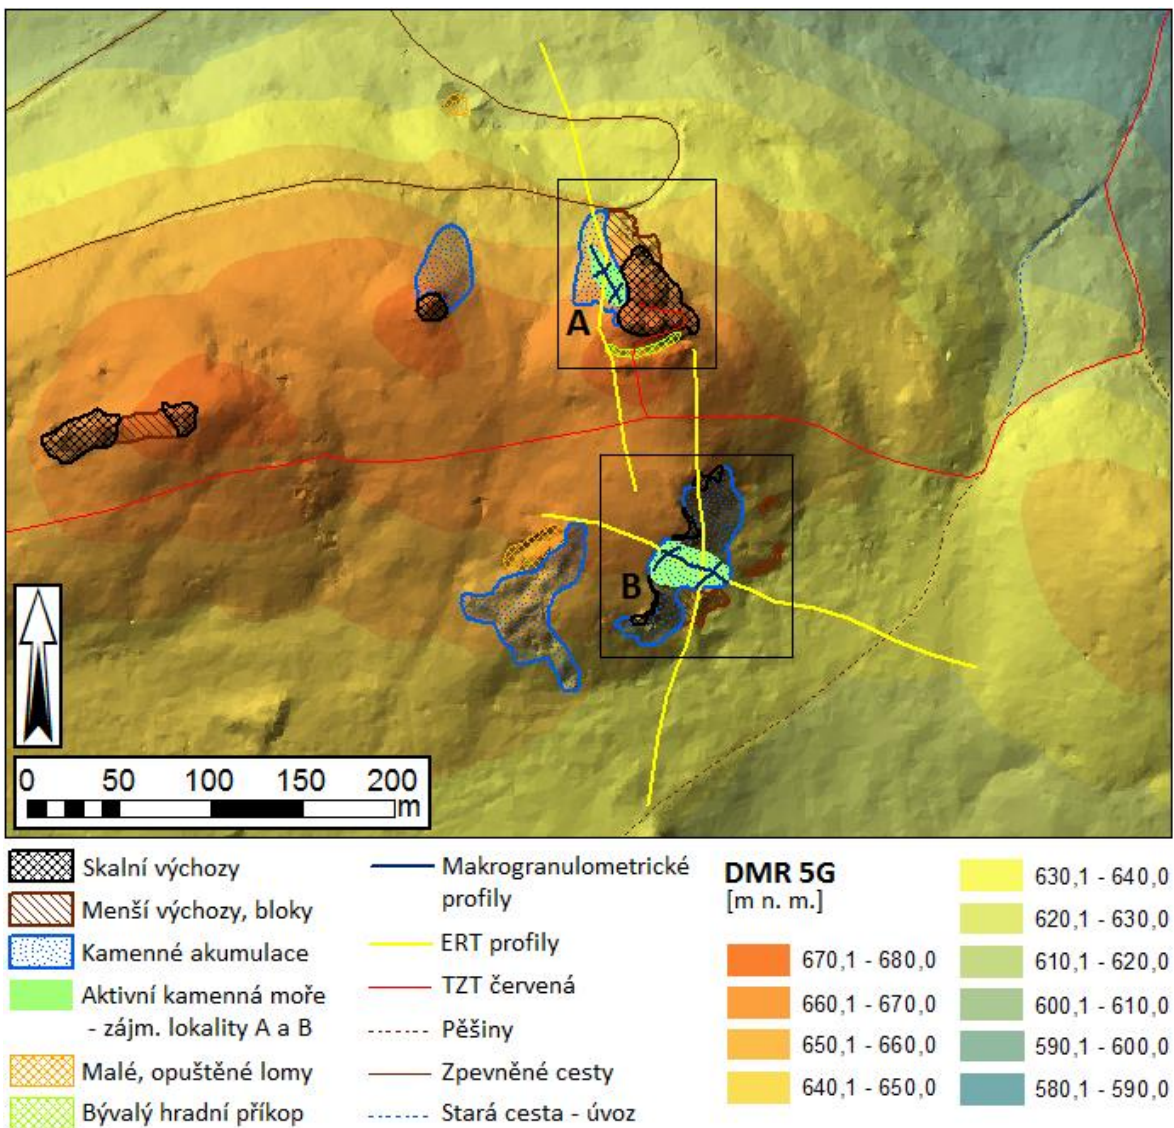 A
B
0 50 100 150 200
m
Skalní výchozy
Menší výchozy, bloky
Kamenné akumulace
Aktivní kamenná moře
- zájm. lokality A a B
Malé, opuštěné lomy
Bývalý hradní příkop
Makrogranulometrické
profily
ERT profily
TZT červená
Pěšiny
Zpevněné cesty
Stará cesta - úvoz
DMR 5G
[m n. m.]
670,1 - 680,0
660,1 - 670,0
650,1 - 660,0
640,1 - 650,0
630,1 - 640,0
620,1 - 630,0
610,1 - 620,0
600,1 - 610,0
590,1 - 600,0
580,1 - 590,0